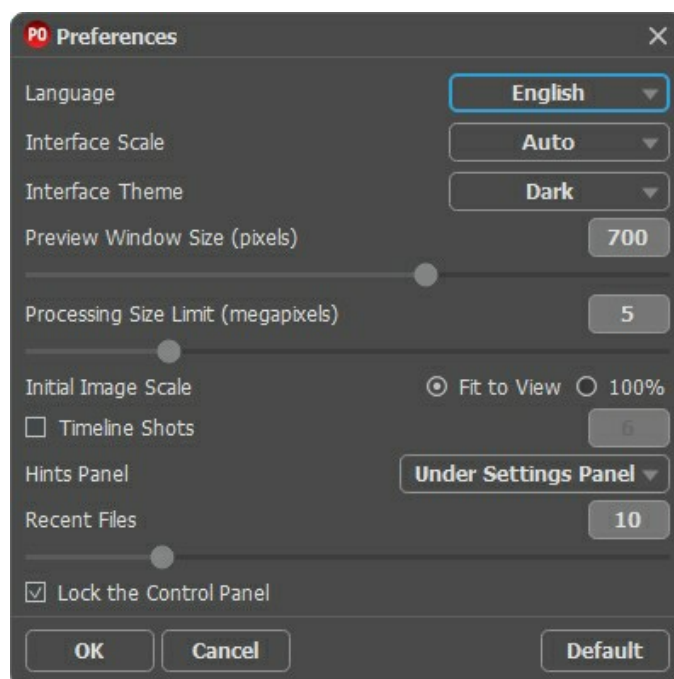 PO Preferences
Language English
Interface Scale Auto
Interface Theme Dark
Preview Window Size (pixels) 700
Processing Size Limit (megapixels) 5
Initial Image Scale Fit to View 100%
Timeline Shots 6
Hints Panel Under Settings Panel
Recent Files 10
Lock the Control Panel
OK Cancel Default